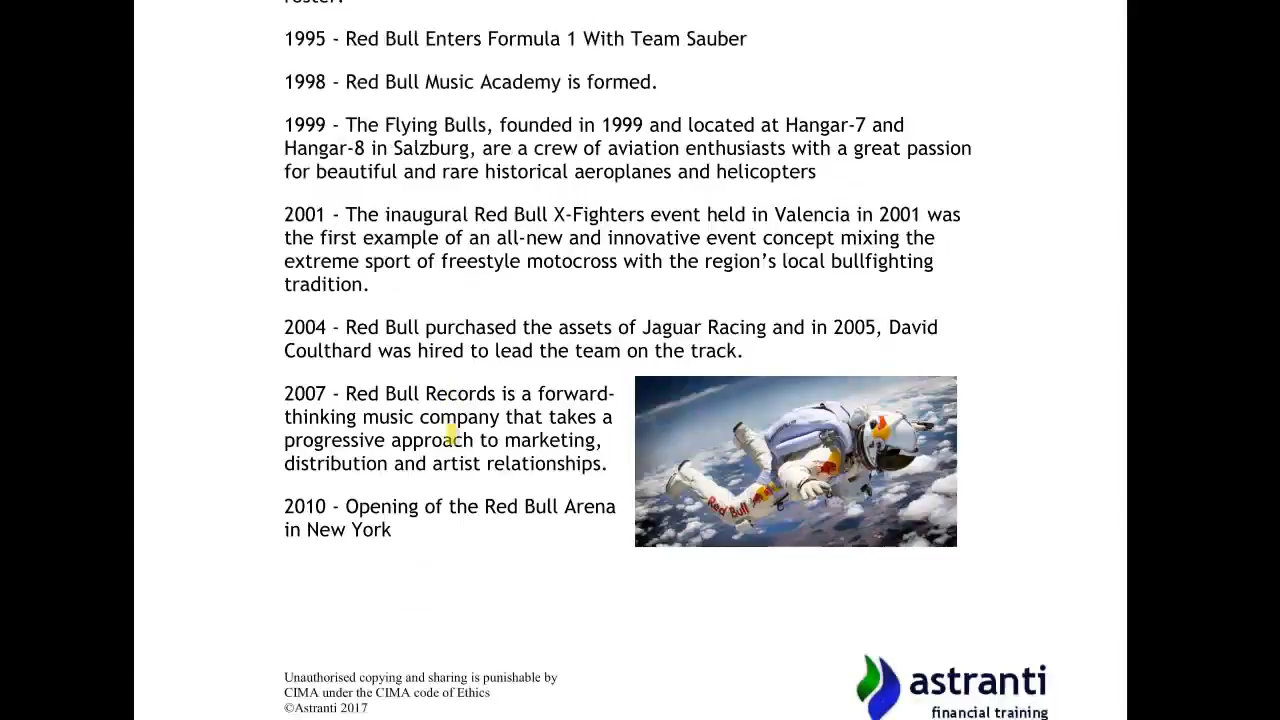 1995 - Red Bull Enters Formula 1 With Team Sauber
1998 - Red Bull Music Academy is formed.
1999 - The Flying Bulls, founded in 1999 and located at Hangar-7 and
Hangar-8 in Salzburg, are a crew of aviation enthusiasts with a great passion
for beautiful and rare historical aeroplanes and helicopters
2001 - The inaugural Red Bull X-Fighters event held in Valencia in 2001 was
the first example of an all-new and innovative event concept mixing the
extreme sport of freestyle motocross with the region’s local bullfighting
tradition.
2004 - Red Bull purchased the assets of Jaguar Racing and in 2005, David
Coulthard was hired to lead the team on the track.
2007 - Red Bull Records is a forward-
thinking music company that takes a
progressive approach to marketing,
distribution and artist relationships.
2010 - Opening of the Red Bull Arena
in New York
Red Bull
Unauthorised copying and sharing is punishable by
CIMA under the CIMA code of Ethics
©Astranti 2017
astranti
financial training